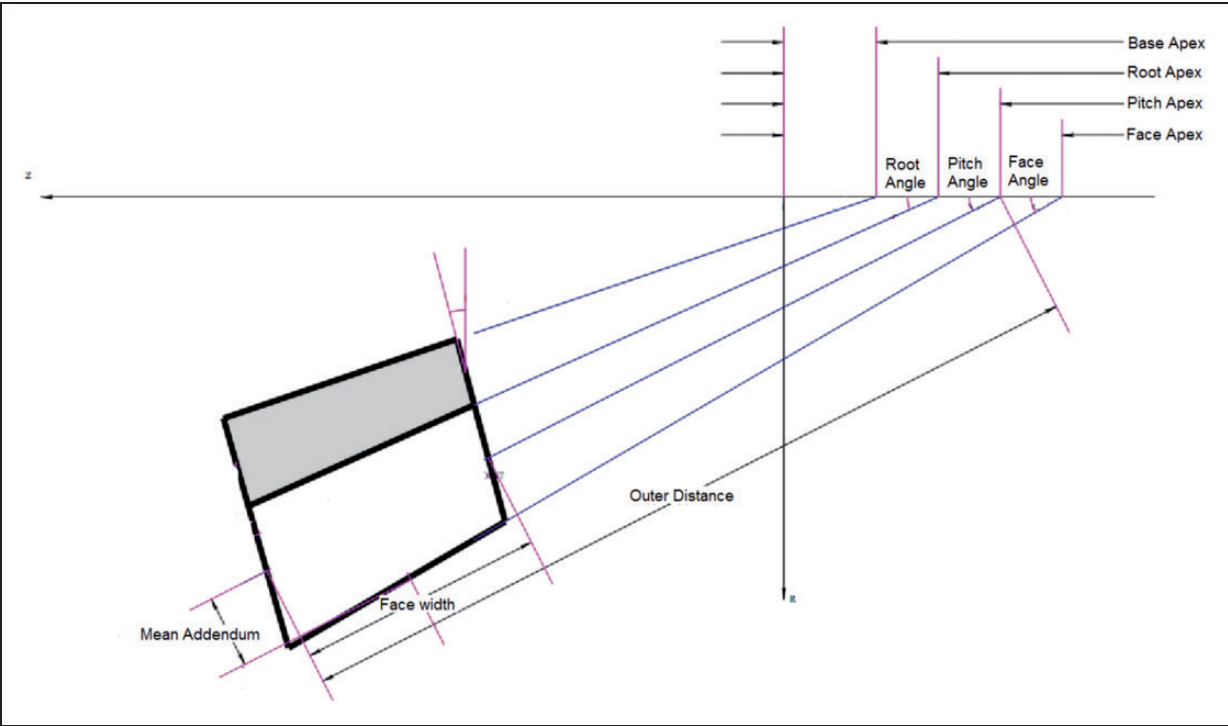 Base Apex
Root Apex
Pitch Apex
Face Apex
Root Pitch Face
Angle Angle Angle
Z
Outer Distance
R
Face width
Mean Addendum